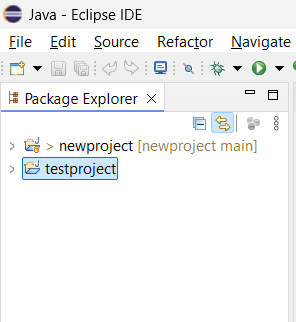 Java - Eclipse IDE
File Edit Source Refactor Navigate
Package Explorer
> newproject [newproject main]
testproject